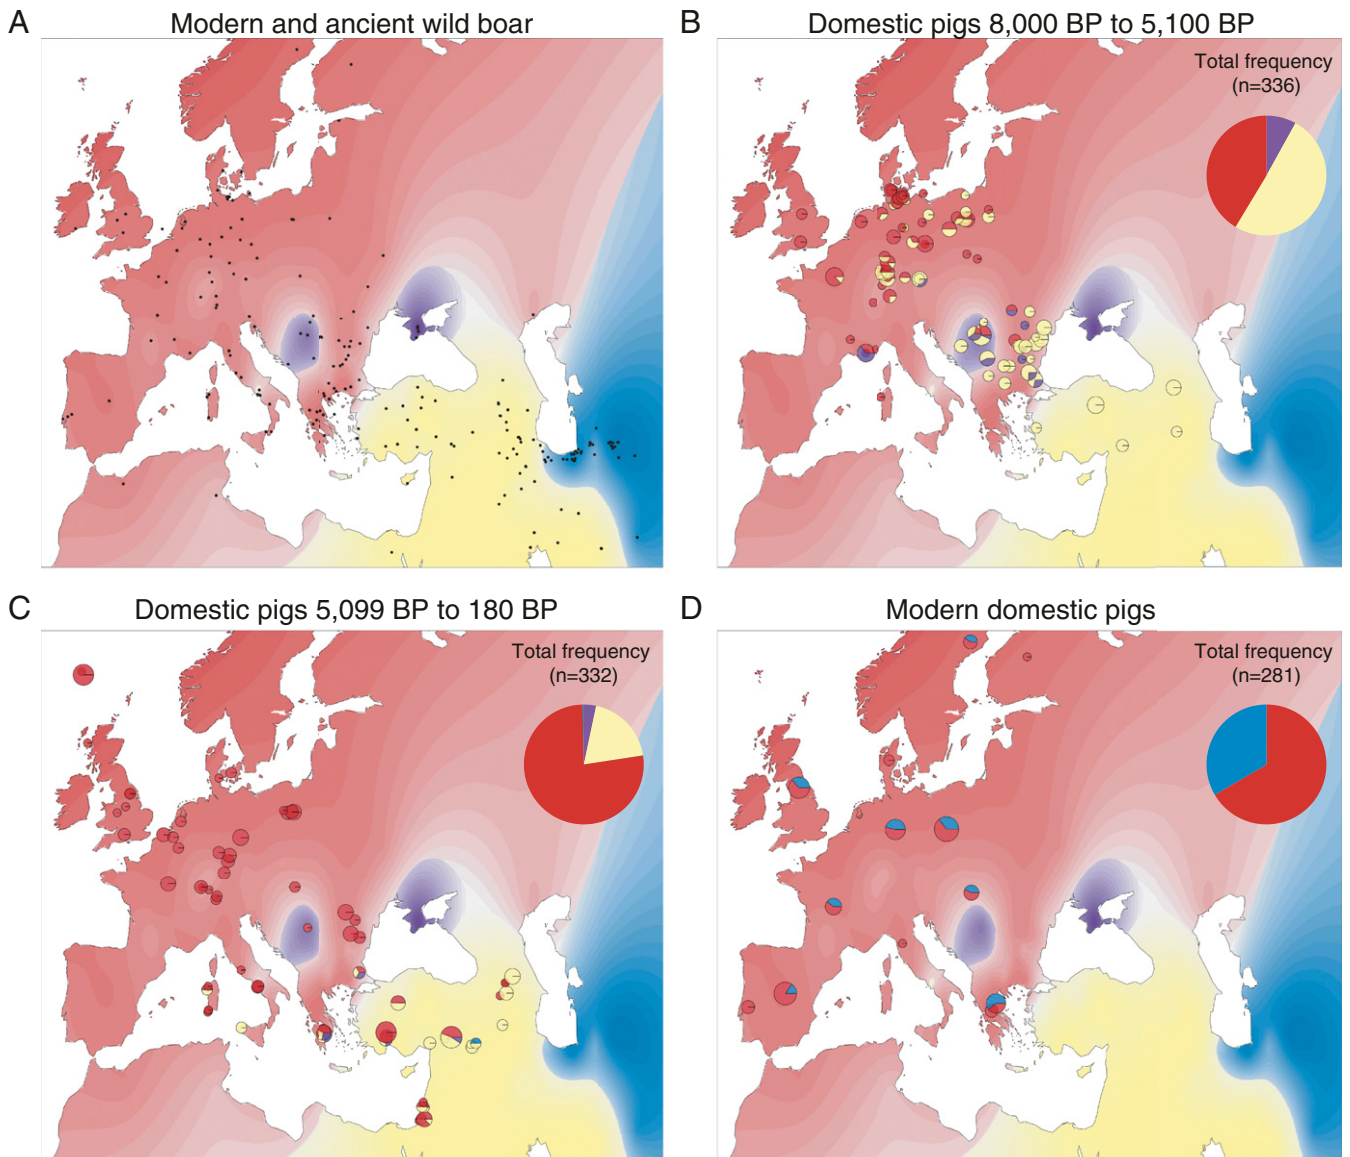 A
Modern and ancient wild boar
B
Domestic pigs 8,000 BP to 5,100 BP
Total frequency
(n=336)
C
Domestic pigs 5,099 BP to 180 BP
Total frequency
(n=332)
D
Modern domestic pigs
Total frequency
(n=281)